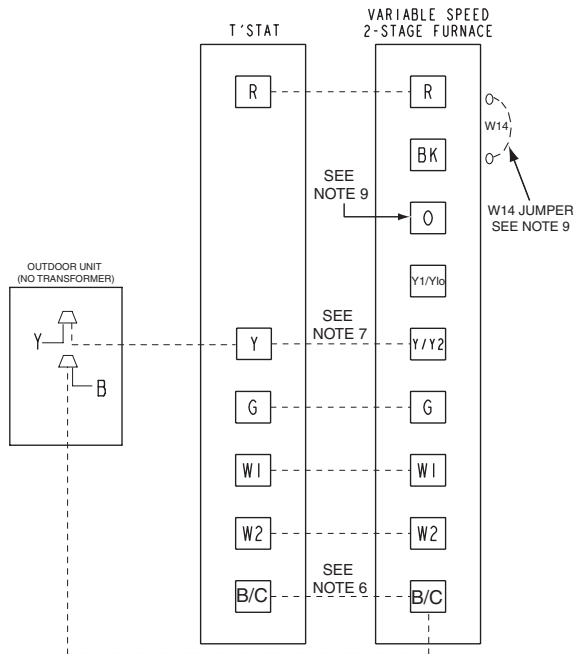 T'STAT
VARIABLE SPEED
2-STAGE FURNACE
R
R
W14
BK
SEE
NOTE 9
O
W14 JUMPER
SEE NOTE 9
OUTDOOR UNIT
(NO TRANSFORMER)
Y1/Ylo
Y
SEE
NOTE 7
Y
Y/Y2
B
G
G
W1
W1
W2
W2
SEE
NOTE 6
B/C
B/C